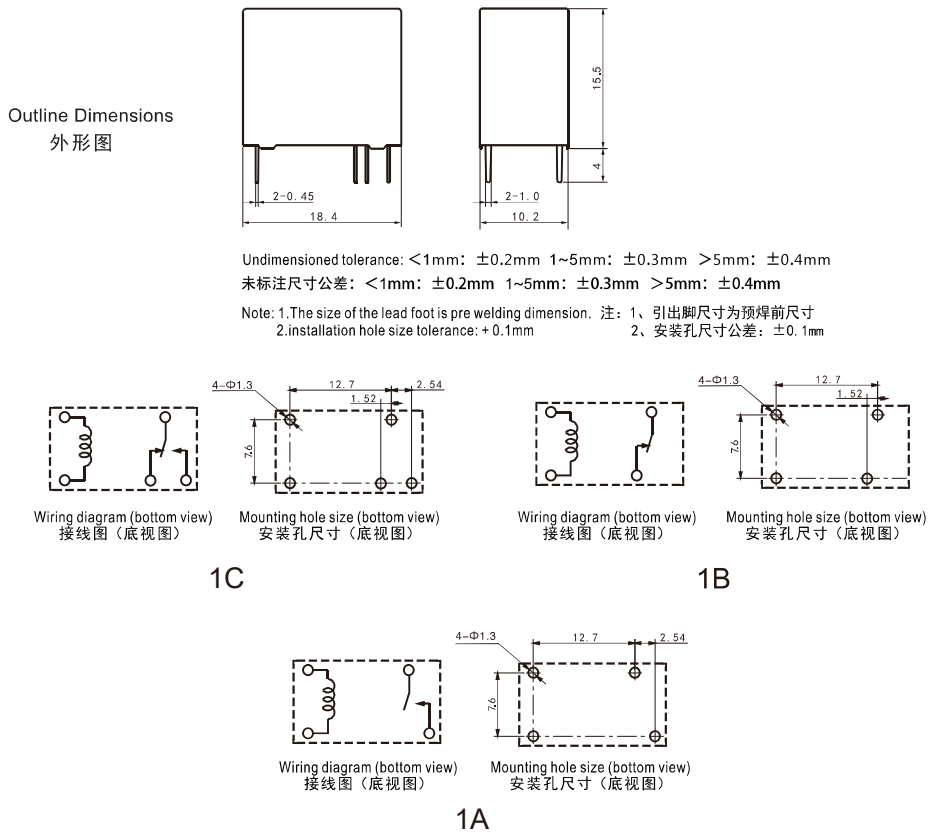 Outline Dimensions
外形图
15.5
4
2-0.45
18.4
2-1.0
10.2
Undimensioned tolerance: <1mm: ±0.2mm 1~5mm: ±0.3mm >5mm: ±0.4mm
未标注尺寸公差: <1mm: ±0.2mm 1~5mm: ±0.3mm >5mm: ±0.4mm
Note: 1.The size of the lead foot is pre welding dimension. 注: 1、引出脚尺寸为预焊前尺寸
2.installation hole size tolerance: +0.1mm 2、安装孔尺寸公差: ±0.1mm
4-Φ1.3
12.7
2.54
1.52
7.6
Wiring diagram (bottom view)
接线图（底视图）
Mounting hole size (bottom view)
安装孔尺寸（底视图）
1C
4-Φ1.3
12.7
1.52
7.6
Wiring diagram (bottom view)
接线图（底视图）
Mounting hole size (bottom view)
安装孔尺寸（底视图）
1B
4-Φ1.3
12.7
2.54
7.6
Wiring diagram (bottom view)
接线图（底视图）
Mounting hole size (bottom view)
安装孔尺寸（底视图）
1A